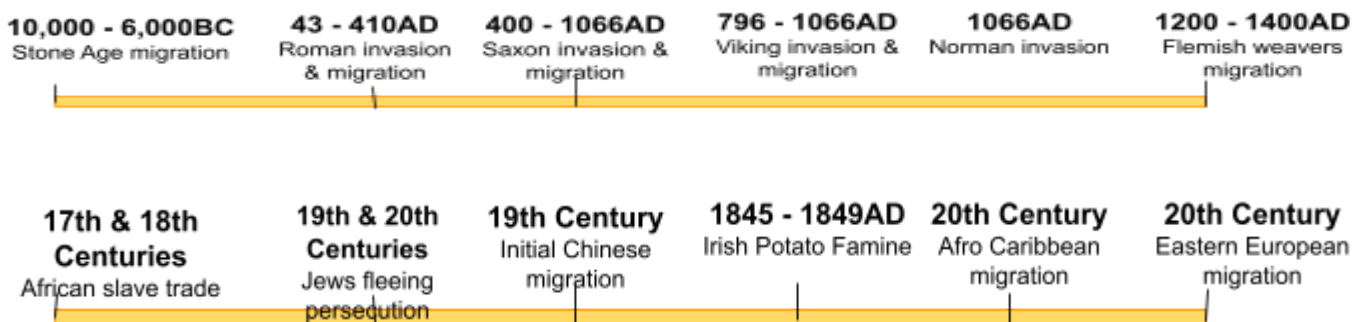 10,000 - 6,000BC
Stone Age migration
43 - 410AD
Roman invasion
& migration
400 - 1066AD
Saxon invasion &
migration
796 - 1066AD
Viking invasion &
migration
1066AD
Norman invasion
1200 - 1400AD
Flemish weavers
migration
17th & 18th
Centuries
African slave trade
19th & 20th
Centuries
Jews fleeing
persecution
19th Century
Initial Chinese
migration
1845 - 1849AD
Irish Potato Famine
20th Century
Afro Caribbean
migration
20th Century
Eastern European
migration